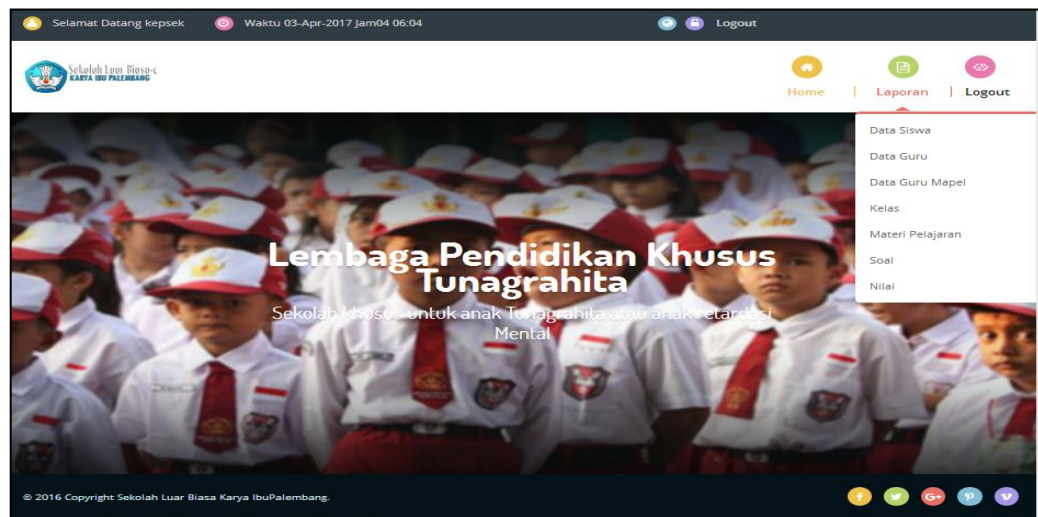 Selamat Datang kepsek
Waktu 03-Apr-2017 Jam04 06:04
Logout
Sekolah Luar Biasa-c
KARYA IBU PALEMBANG
Home
Laporan
Logout
Data Siswa
Data Guru
Data Guru Mapel
Kelas
Materi Pelajaran
Soal
Nilai
Lembaga Pendidikan Khusus
Tunagrahita
Sekolah khusus untuk anak Tunagrahita atau anak retardasi
Mental
© 2016 Copyright Sekolah Luar Biasa Karya IbuPalembang.